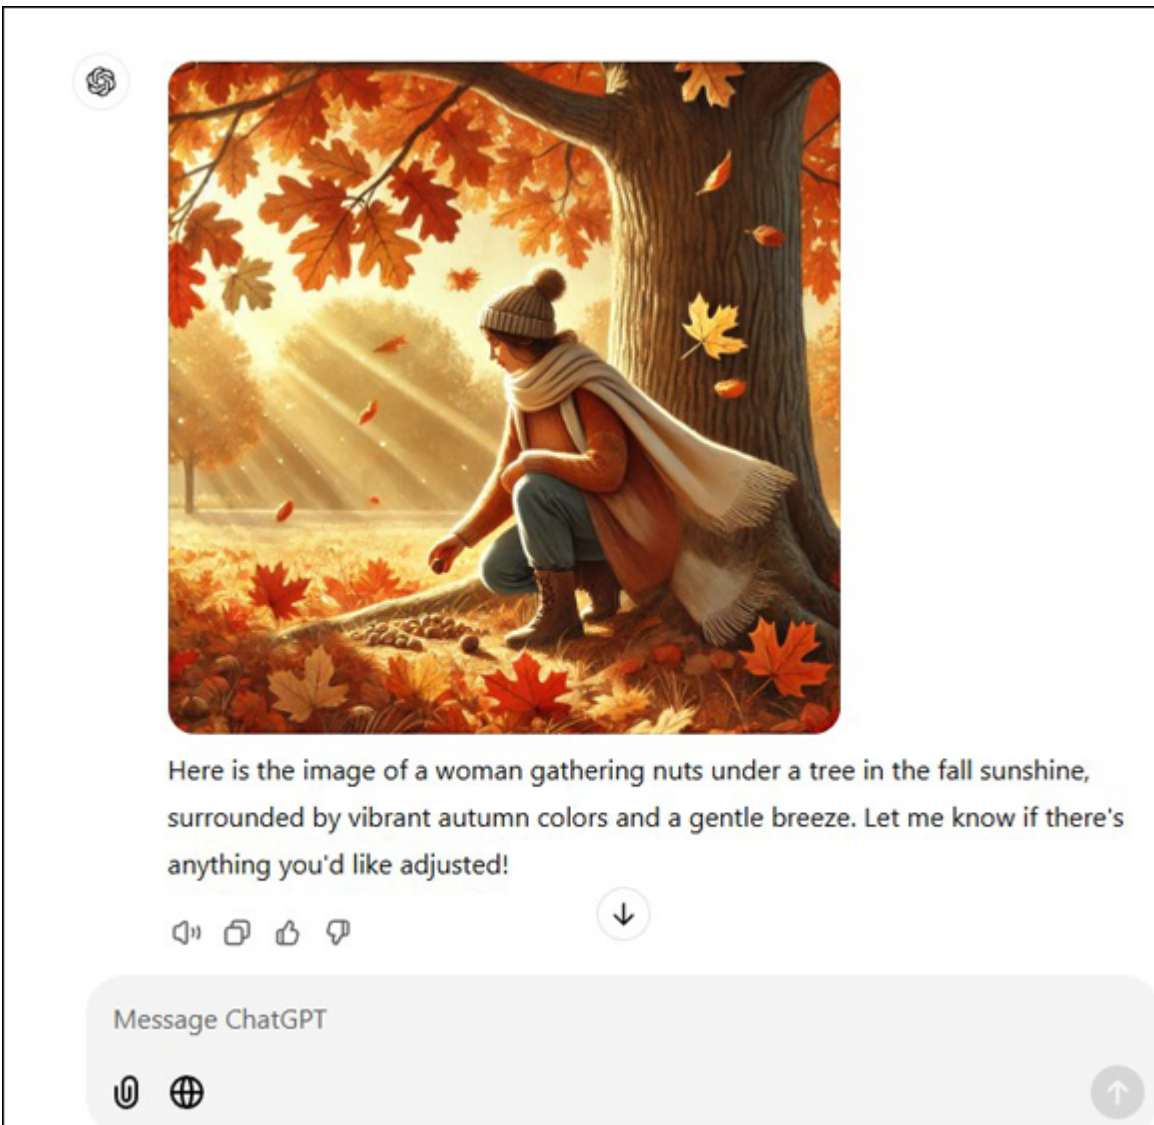 Here is the image of a woman gathering nuts under a tree in the fall sunshine,
surrounded by vibrant autumn colors and a gentle breeze. Let me know if there's
anything you'd like adjusted!
Message ChatGPT